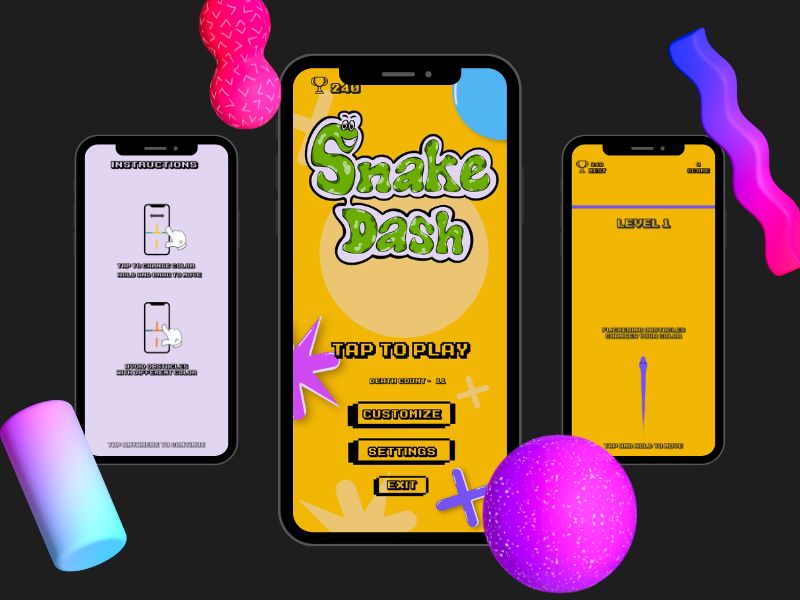 INSTRUCTIONS
TAP TO CHANGE COLOR
HOLD AND DRAG TO MOVE
AVOID OBSTACLES
WITH DIFFERENT COLOR
TAP ANYWHERE TO CONTINUE
240
Snake
Dash
TAP TO PLAY
DEATH COUNT- 11
CUSTOMIZE
SETTINGS
EXIT
240
BEST
0
SCORE
LEVEL 1
FLICKERING OBSTACLES
CHANGES YOUR COLOR
TAP AND HOLD TO MOVE